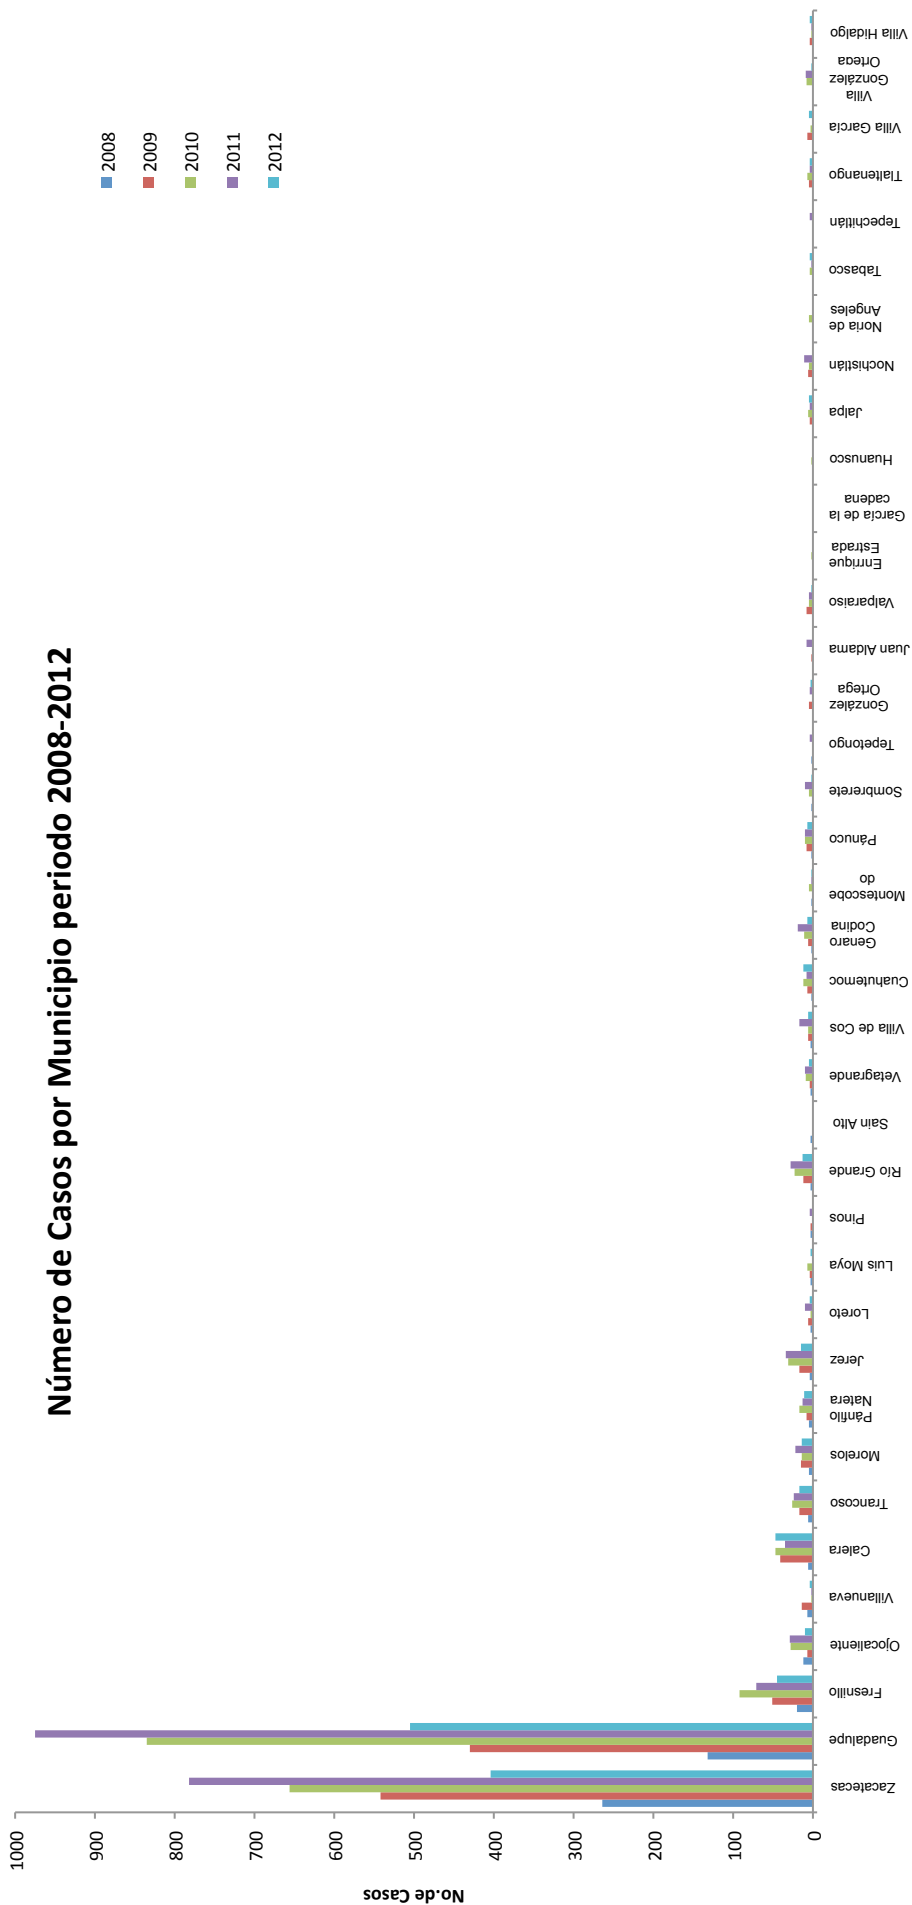 Número de Casos por Municipio periodo 2008-2012
2008
2009
2010
2011
2012
No.de Casos
1000
900
800
700
600
500
400
300
200
100
0
Zacatecas
Guadalupe
Fresnillo
Ojocaliente
Villanueva
Calera
Trancoso
Morelos
Pánfilo
Natera
Jerez
Loreto
Luis Moya
Pinos
Río Grande
Sain Alto
Vetagrande
Villa de Cos
Cuahutemoc
Genaro
Codina
Montescobe
do
Pánuco
Sombrerete
Tepetongo
González
Ortega
Juan Aldama
Valparaiso
Enrique
Estrada
García de la
cadena
Huanusco
Jalpa
Nochistlán
Noria de
Angeles
Tabasco
Tepechitlán
Tlaltenango
Villa García
Villa
González
Ortega
Villa Hidalgo